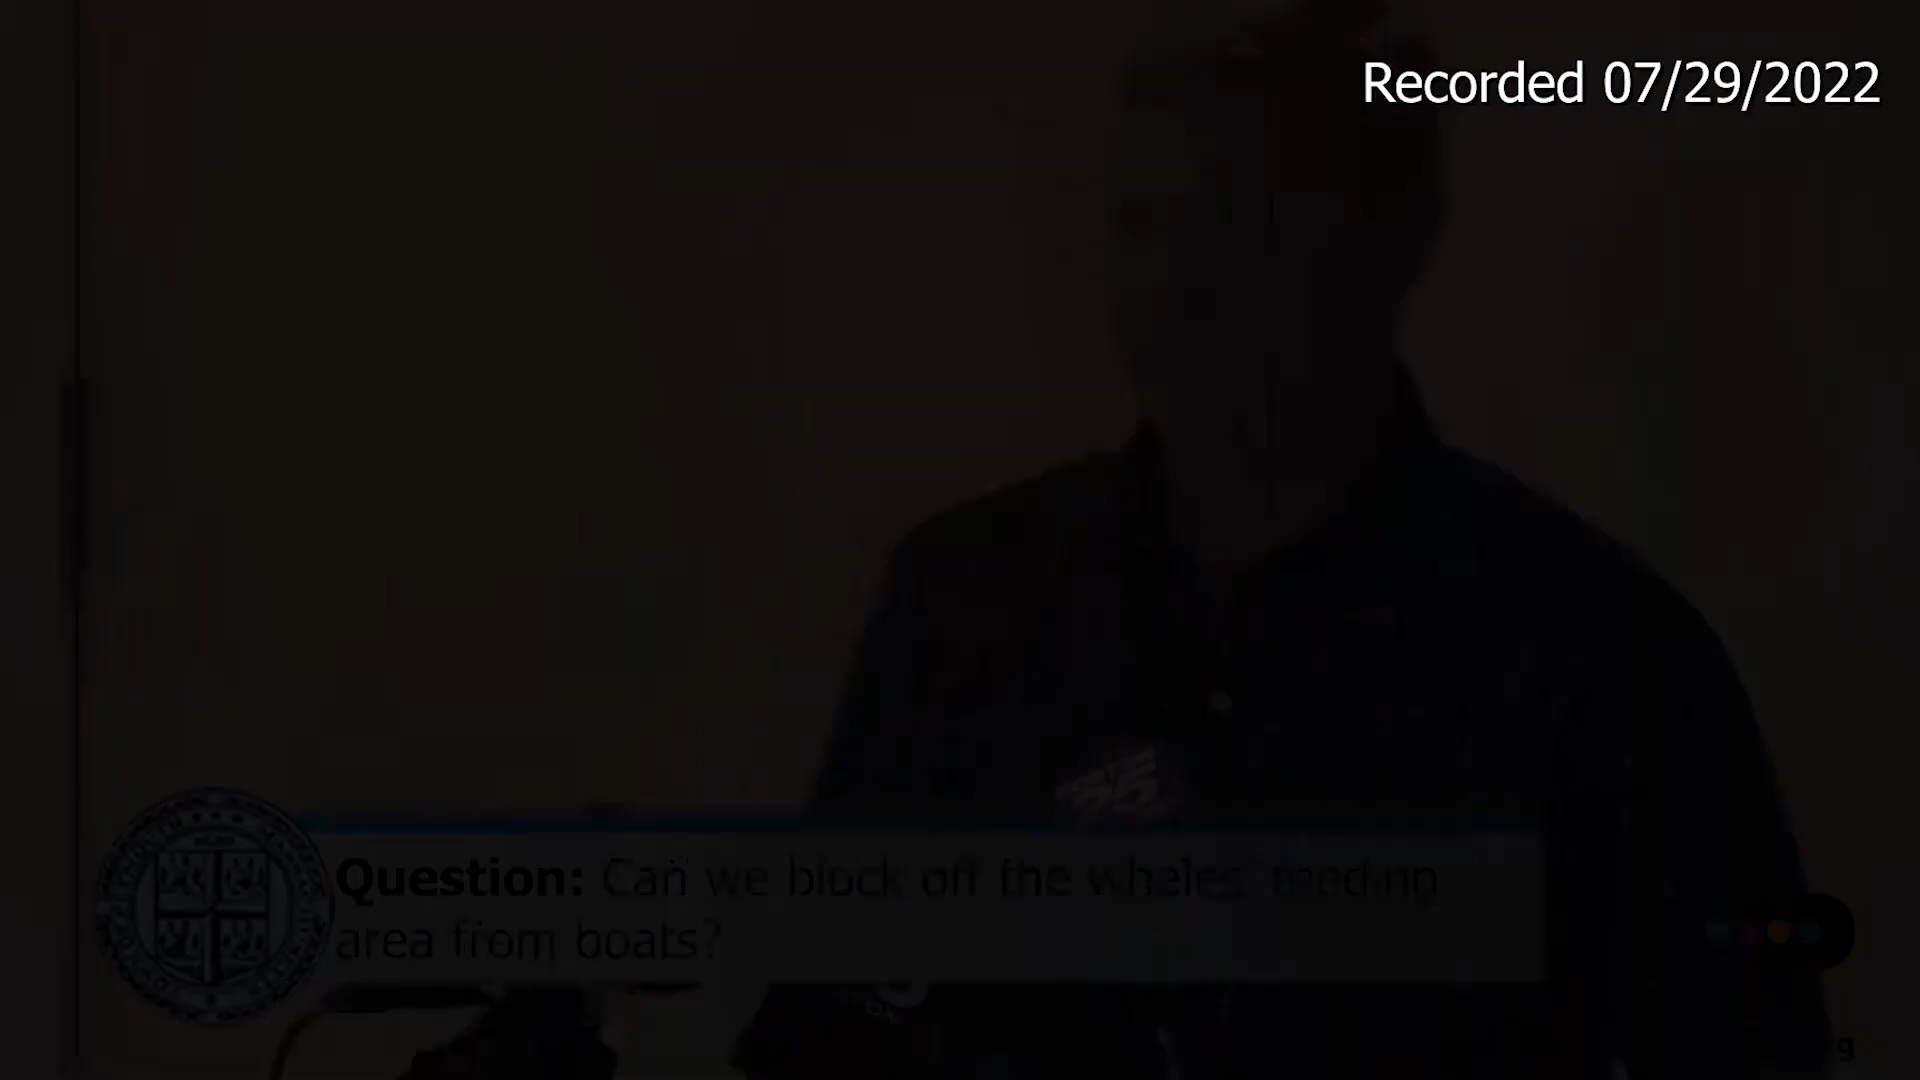 Recorded 07/29/2022
Question: Can we block off the whales' feeding
area from boats?